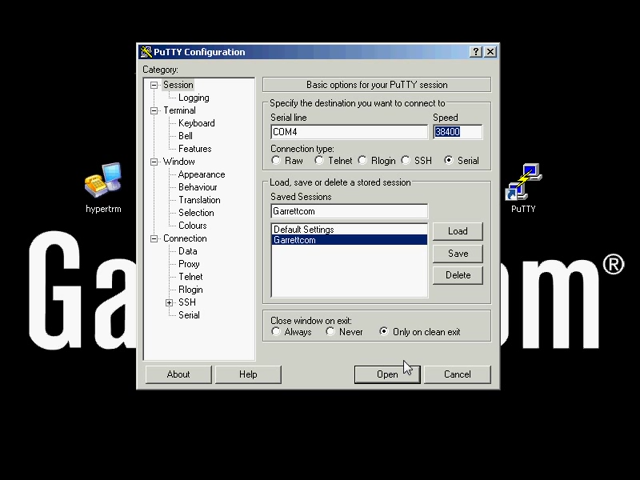 PuTTY Configuration
Category:
Session
Logging
Terminal
Keyboard
Bell
Features
Window
Appearance
Behaviour
Translation
Selection
Colours
Connection
Data
Proxy
Telnet
Rlogin
SSH
Serial
Basic options for your PuTTY session
Specify the destination you want to connect to
Serial line Speed
COM4 38400
Connection type:
Raw Telnet Rlogin SSH Serial
Load, save or delete a stored session
Saved Sessions
Garrettcom
Default Settings
Garrettcom
Load
Save
Delete
Close window on exit:
Always Never Only on clean exit
About Help Open Cancel
hypertrm
PuTTY
Ga om®